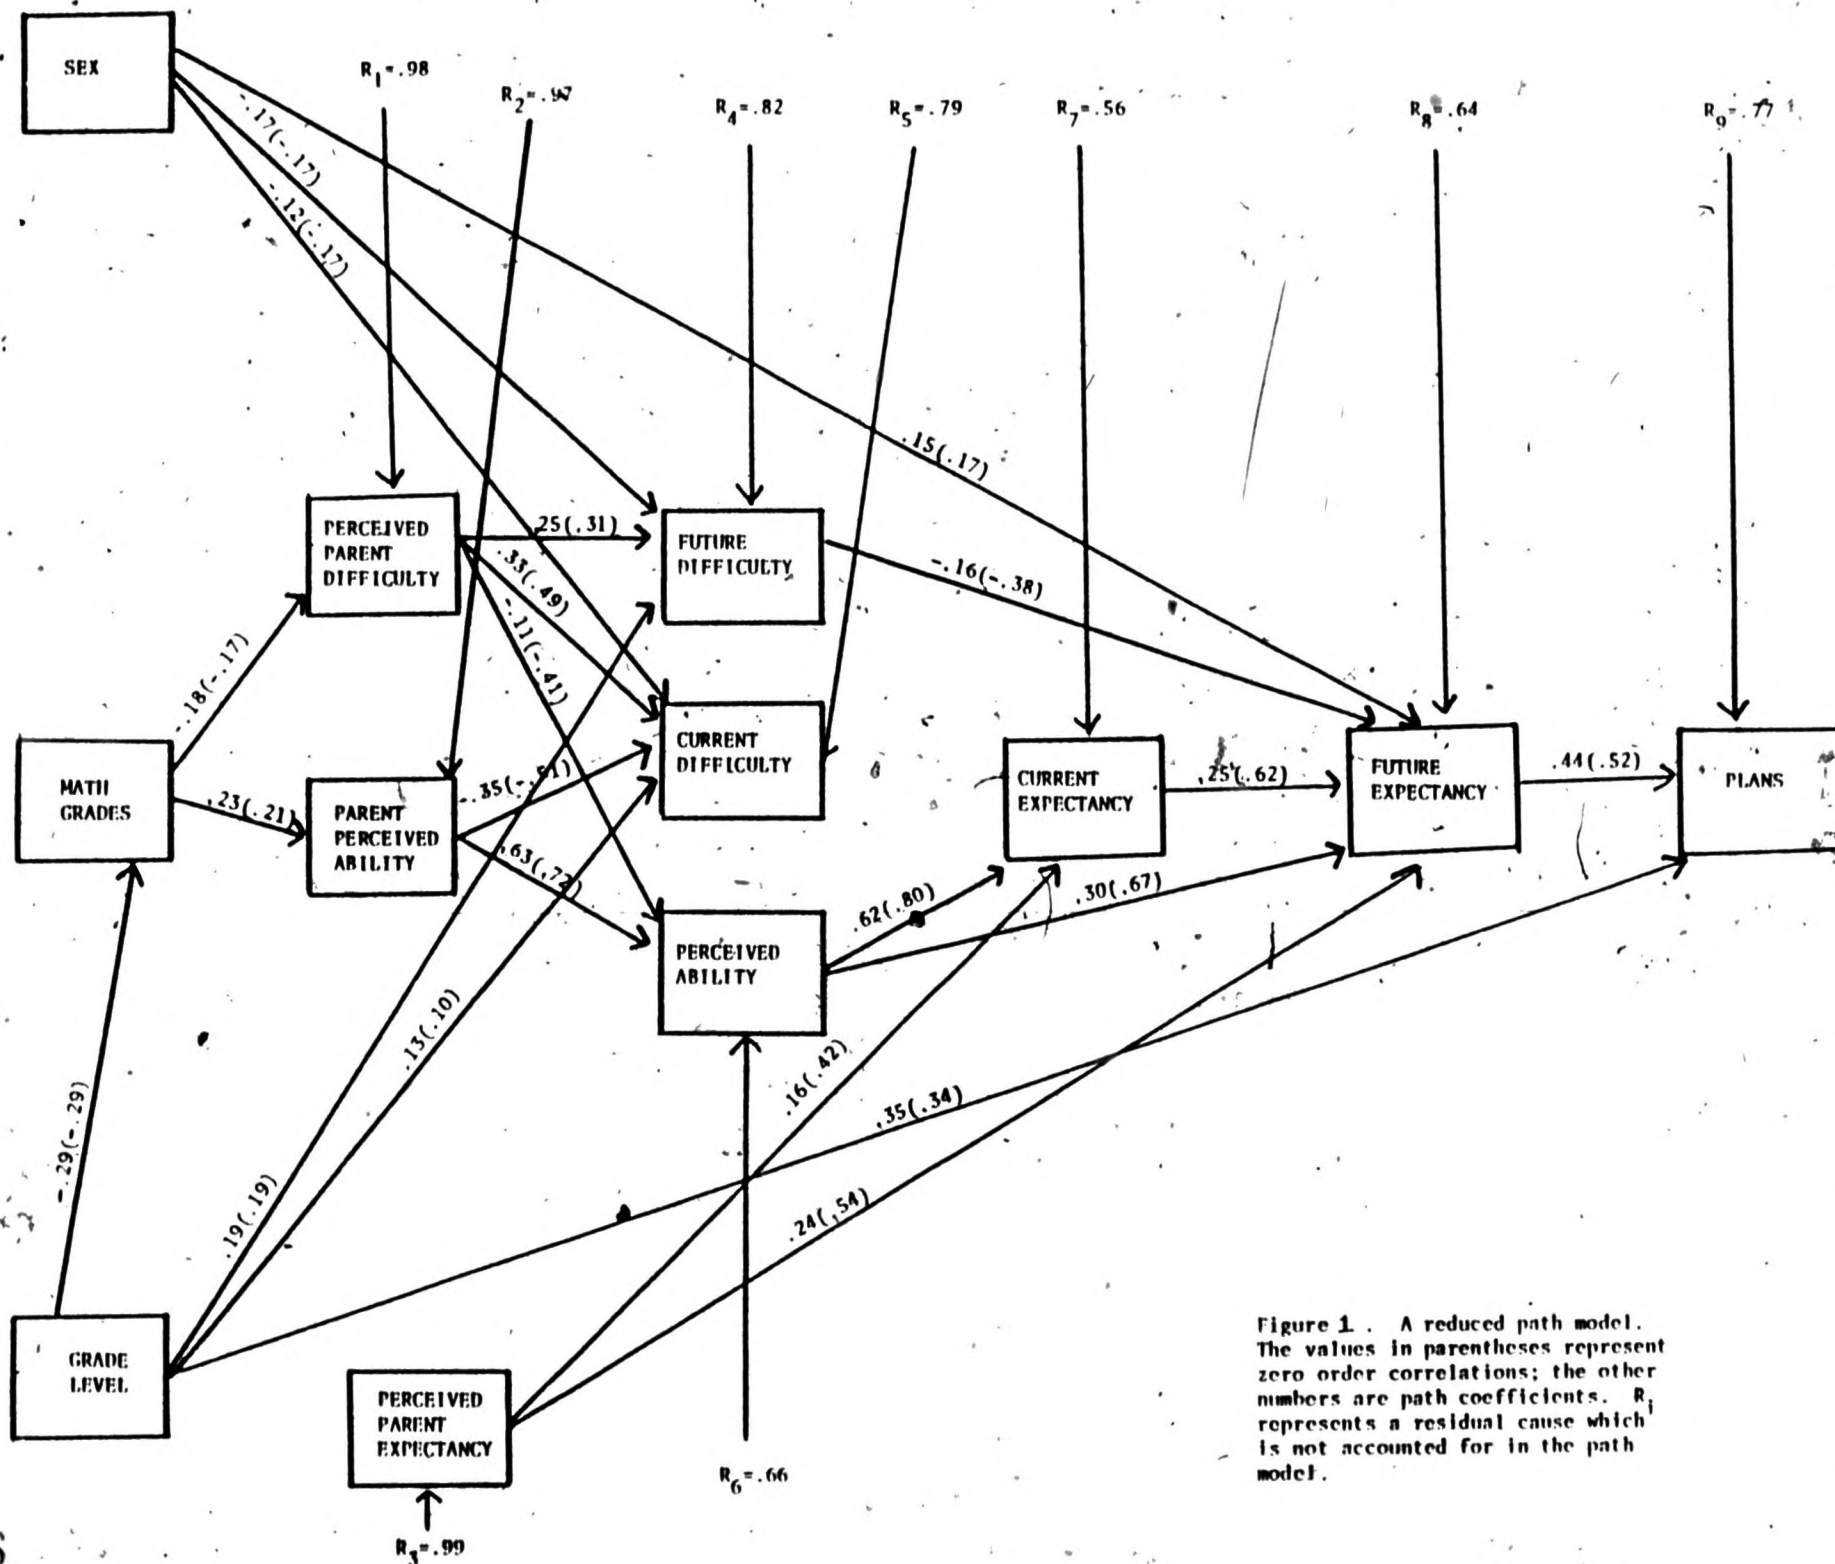 SEX
R1=.98
R2=.97
R4=.82
R5=.79
R7=.56
R8=.64
R9=.77
-.17(-.17)
-.12(-.17)
.15(.17)
PERCEIVED
PARENT
DIFFICULTY
.25(.31)
.33(.49)
-.11(-.41)
FUTURE
DIFFICULTY
-.16(-.38)
-.18(-.17)
MATH
GRADES
.23(.21)
PARENT
PERCEIVED
ABILITY
-.35(-.51)
.63(.72)
CURRENT
DIFFICULTY
CURRENT
EXPECTANCY
.25(.62)
FUTURE
EXPECTANCY
.44(.52)
PLANS
PERCEIVED
ABILITY
.62(.80)
.30(.67)
-.29(-.29)
.19(.19)
.13(.10)
.16(.42)
.35(.34)
.24(.54)
GRADE
LEVEL
PERCEIVED
PARENT
EXPECTANCY
R3=.99
R6=.66
Figure 1 . A reduced path model.
The values in parentheses represent
zero order correlations; the other
numbers are path coefficients. Ri
represents a residual cause which
is not accounted for in the path
model.